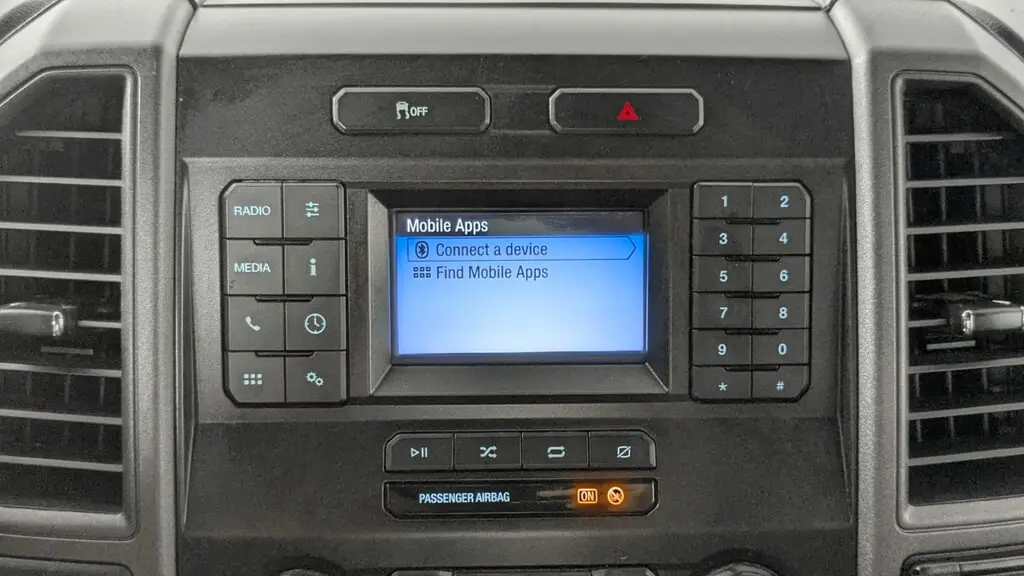 OFF
RADIO
MEDIA
i
Mobile Apps
Connect a device
Find Mobile Apps
1 2
3 4
5 6
7 8
9 0
* #
PASSENGER AIRBAG ON